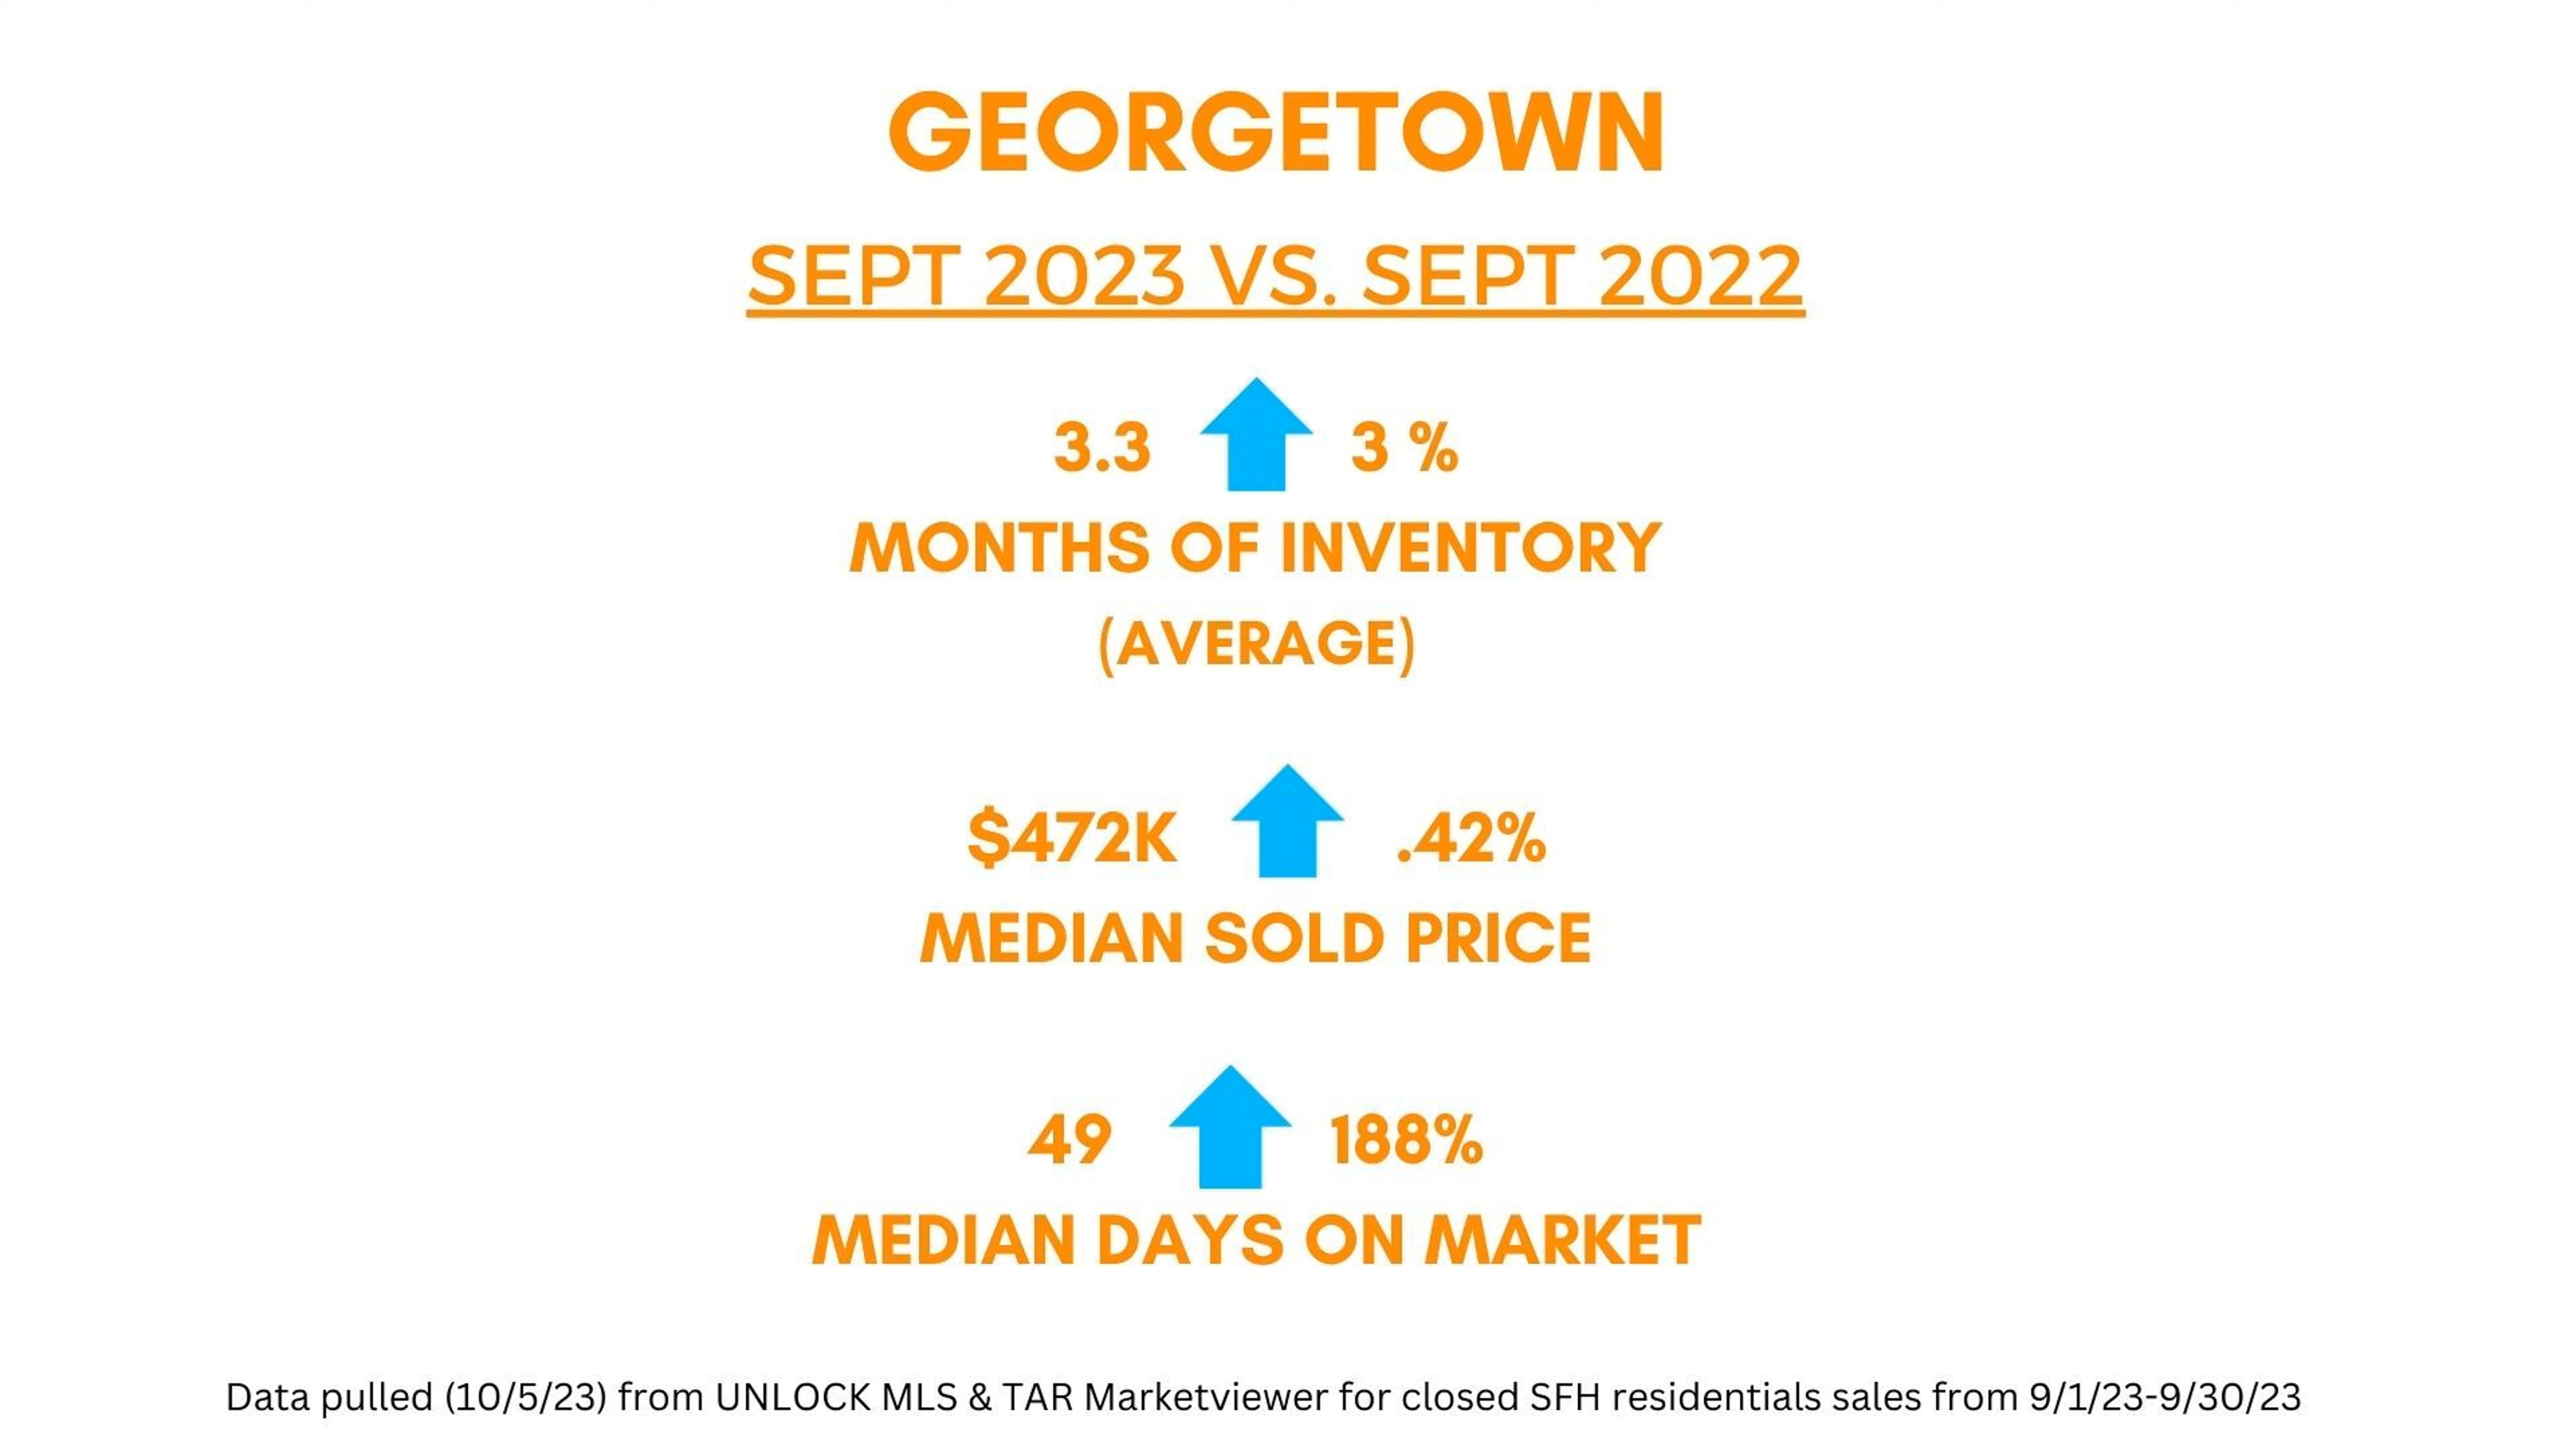 GEORGETOWN
SEPT 2023 VS. SEPT 2022
3.3 3 %
MONTHS OF INVENTORY
(AVERAGE)
$472K .42%
MEDIAN SOLD PRICE
49 188%
MEDIAN DAYS ON MARKET
Data pulled (10/5/23) from UNLOCK MLS & TAR Marketviewer for closed SFH residentials sales from 9/1/23-9/30/23